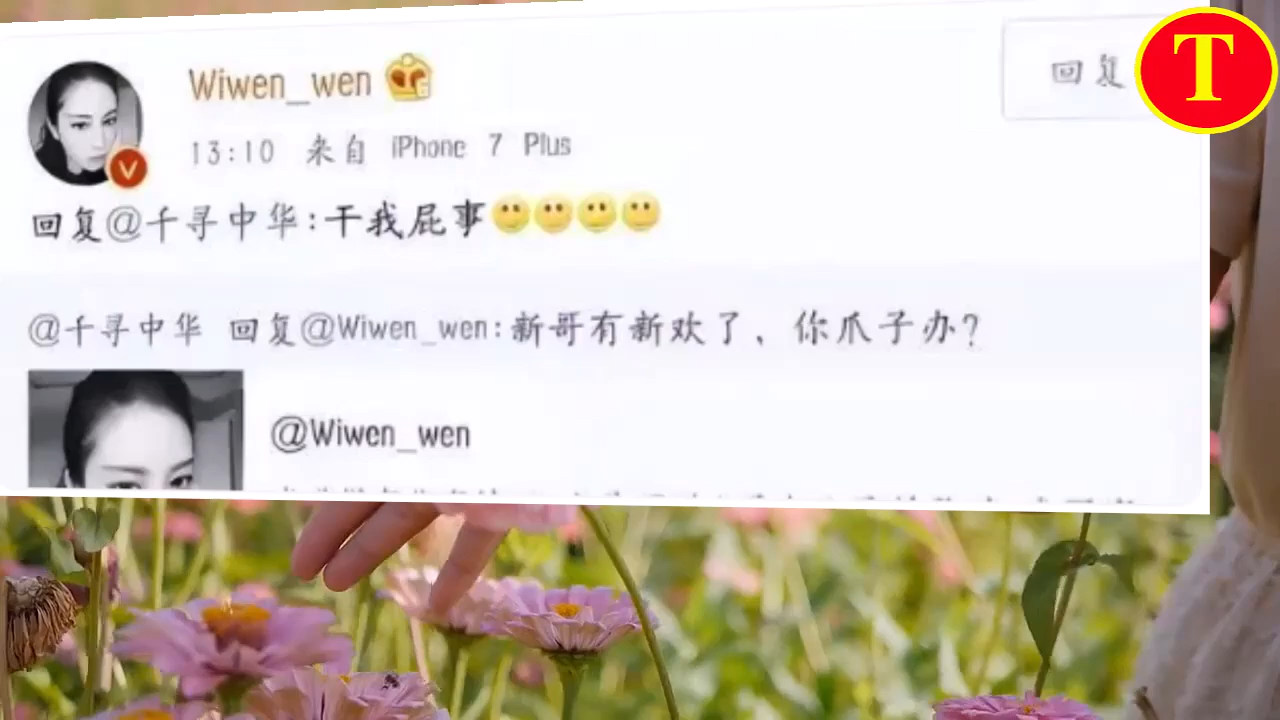 Wiwen_wen
回复
T
13:10 来自 iPhone 7 Plus
回复@千寻中华:干我屁事
@千寻中华 回复@Wiwen_wen:新哥有新欢了、你爪子办?
@Wiwen_wen